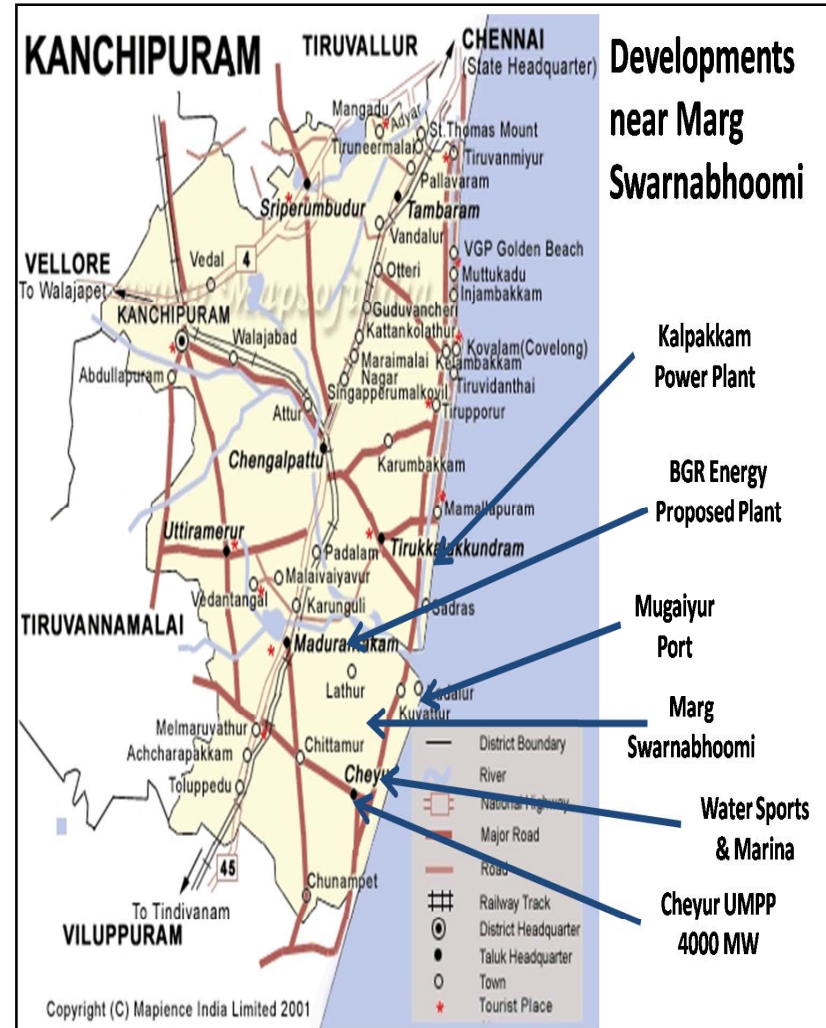 KANCHIPURAM
TIRUVALLUR
CHENNAI
(State Headquarter)
Developments
near Marg
Swarnabhoomi
Mangadu
Adyar
St.Thomas Mount
Tiruneermalai
Tiruvanmiyur
Pallavaram
Sriperumbudur
Tambaram
Vandalur
VGP Golden Beach
Vedal
4
Otteri
Muttukadu
VELLORE
To Walajapet
Injambakkam
KANCHIPURAM
Guduvancheri
Walajabad
Kattankolathur
Kovalam(Covelong)
Kelambakkam
Maraimalai
Nagar
Abdullapuram
Singapperumalkovil
Tiruvidanthai
Attur
Tirupporur
Kalpakkam
Power Plant
Chengalpattu
Karumbakkam
BGR Energy
Proposed Plant
Mamallapuram
Uttiramerur
Padalam
Tirukkalukkundram
Malaivaiyavur
Vedantangal
Karunguli
Sadras
TIRUVANNAMALAI
Mugaiyur
Port
Madurantakam
Lathur
Kuvattur
Marg
Swarnabhoomi
Melmaruvathur
Achcharapakkam
Chittamur
Toluppedu
Cheyur
District Boundary
River
National Highway
Major Road
Road
Railway Track
District Headquarter
Taluk Headquarter
Town
Tourist Place
Water Sports
& Marina
Cheyur UMPP
4000 MW
45
Chunampet
To Tindivanam
VILUPPURAM
Copyright (C) Mapience India Limited 2001